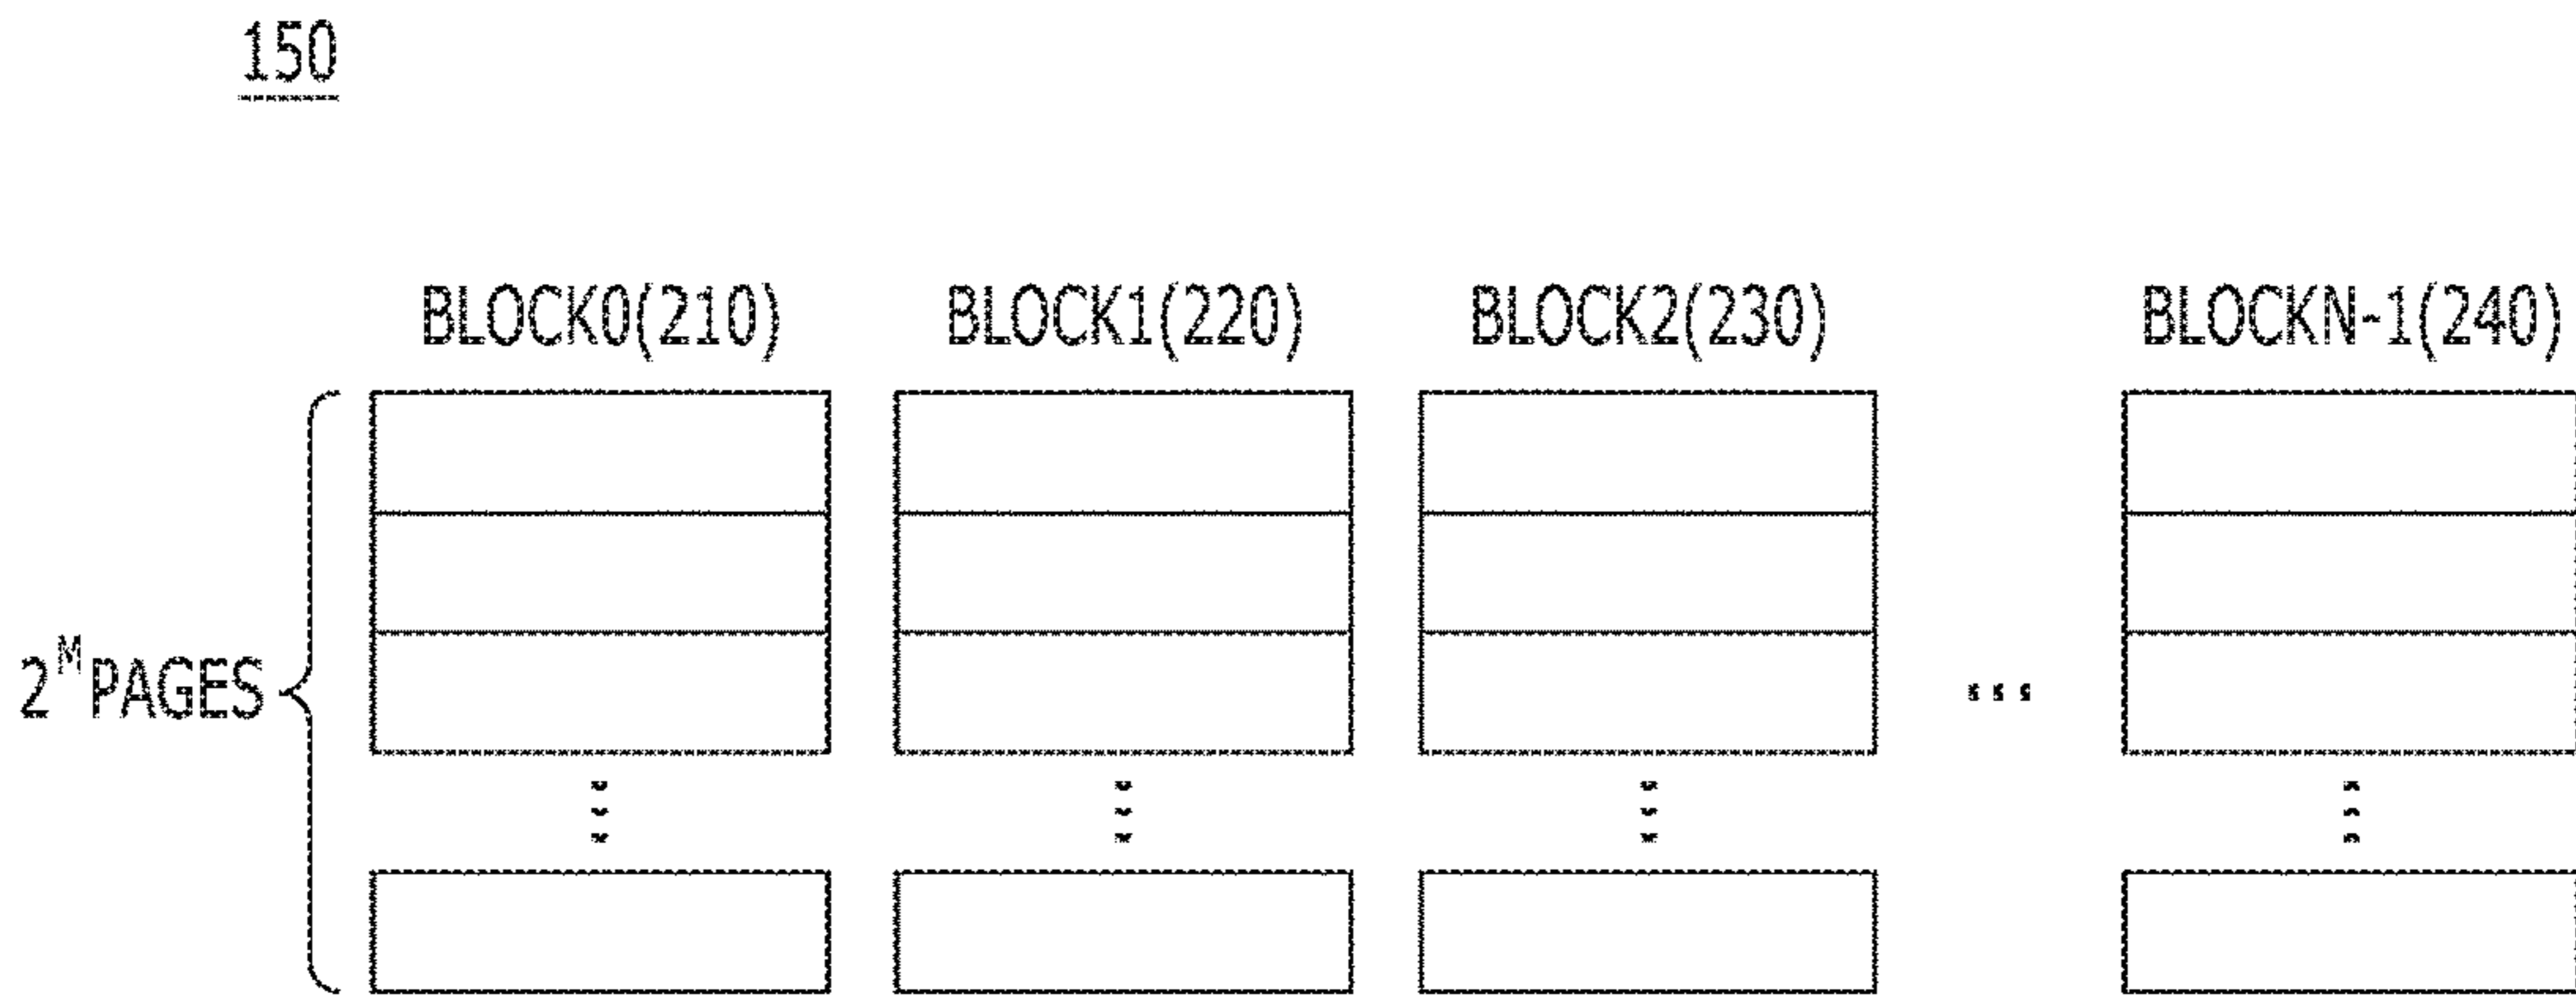 150
BLOCK0(210) BLOCK1(220) BLOCK2(230) BLOCKN-1(240)
2^M PAGES
...